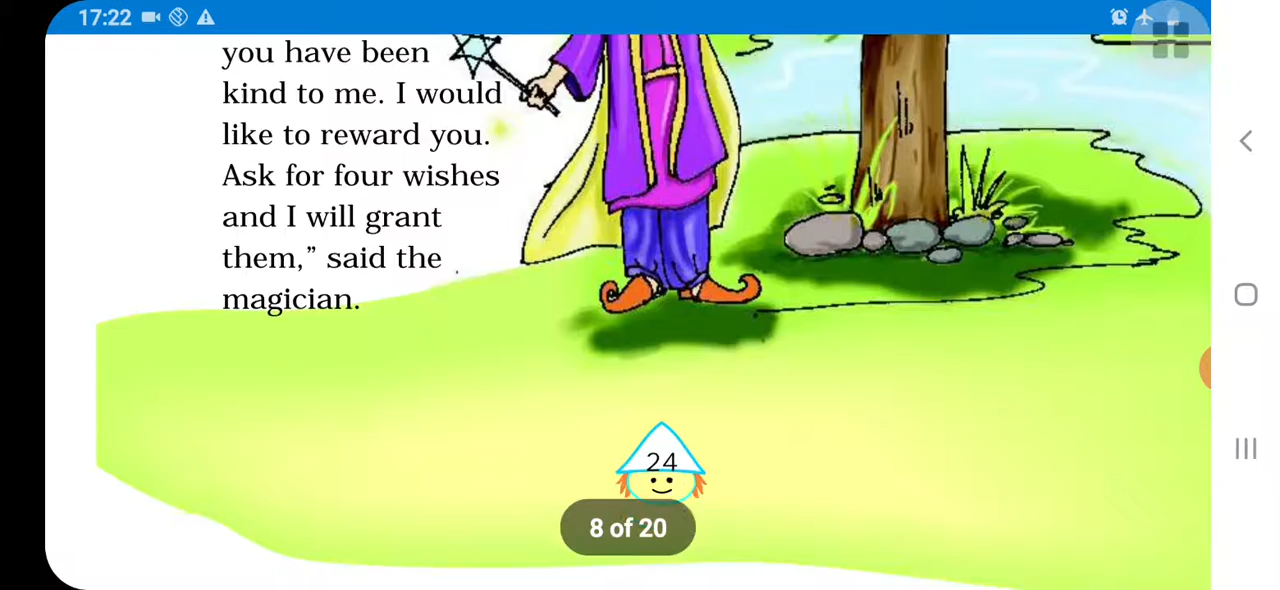 17:22
you have been
kind to me. I would
like to reward you.
Ask for four wishes
and I will grant
them,” said the
magician.
24
8 of 20